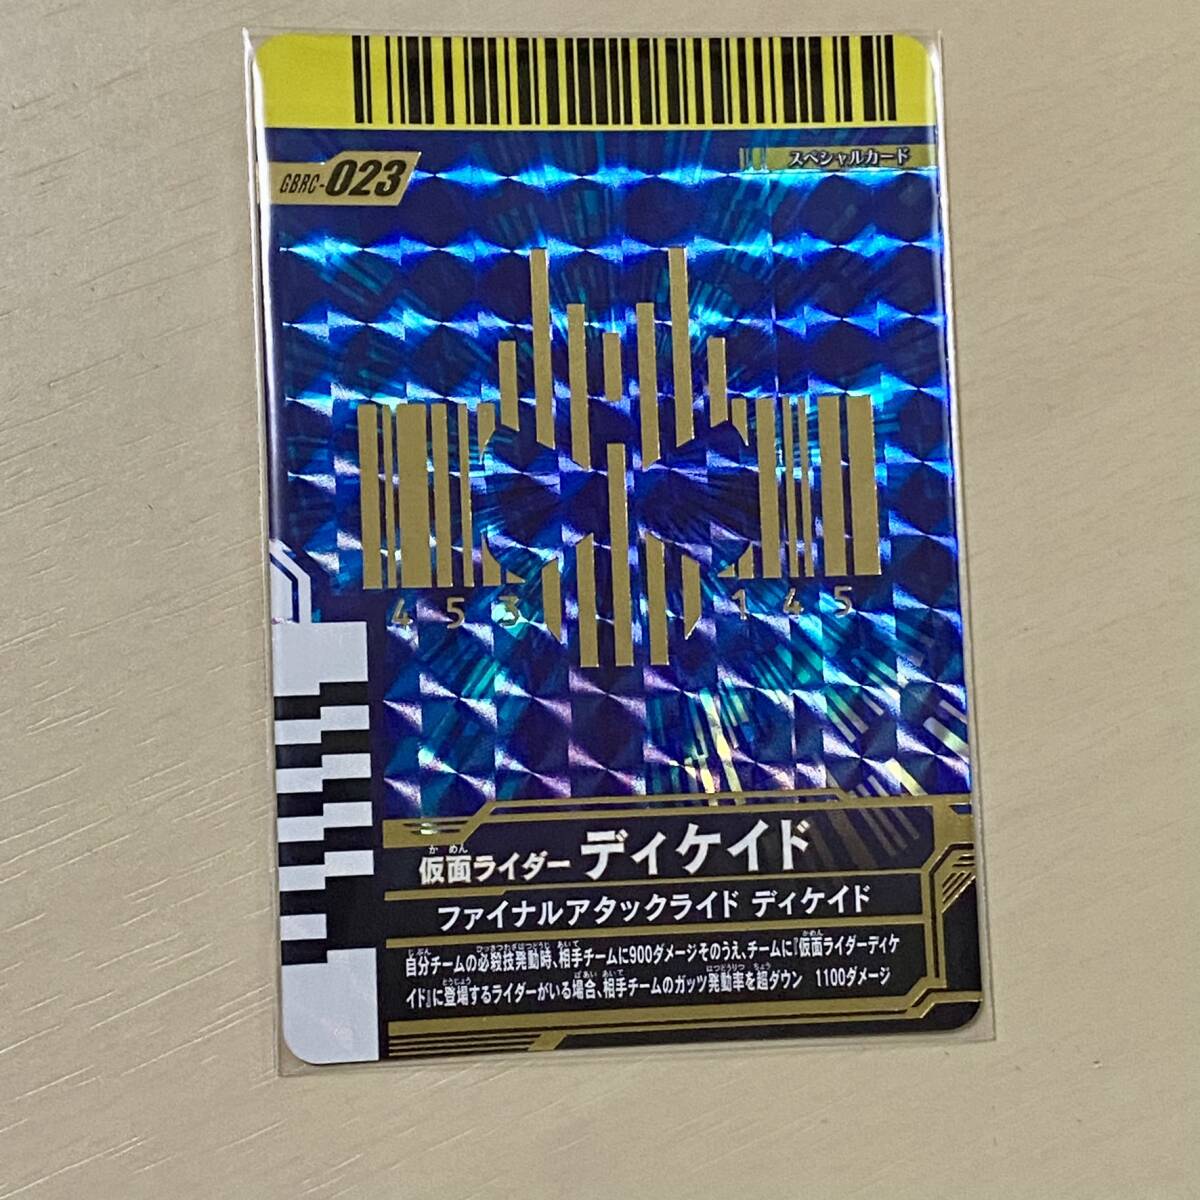 GBRC-023
スペシャルカード
453 145
仮面ライダー ディケイド
ファイナルアタックライド ディケイド
自分チームの必殺技発動時、相手チームに900ダメージそのうえ、チームに『仮面ライダーディケ
イド』に登場するライダーがいる場合、相手チームのガッツ発動率を超ダウン 1100ダメージ